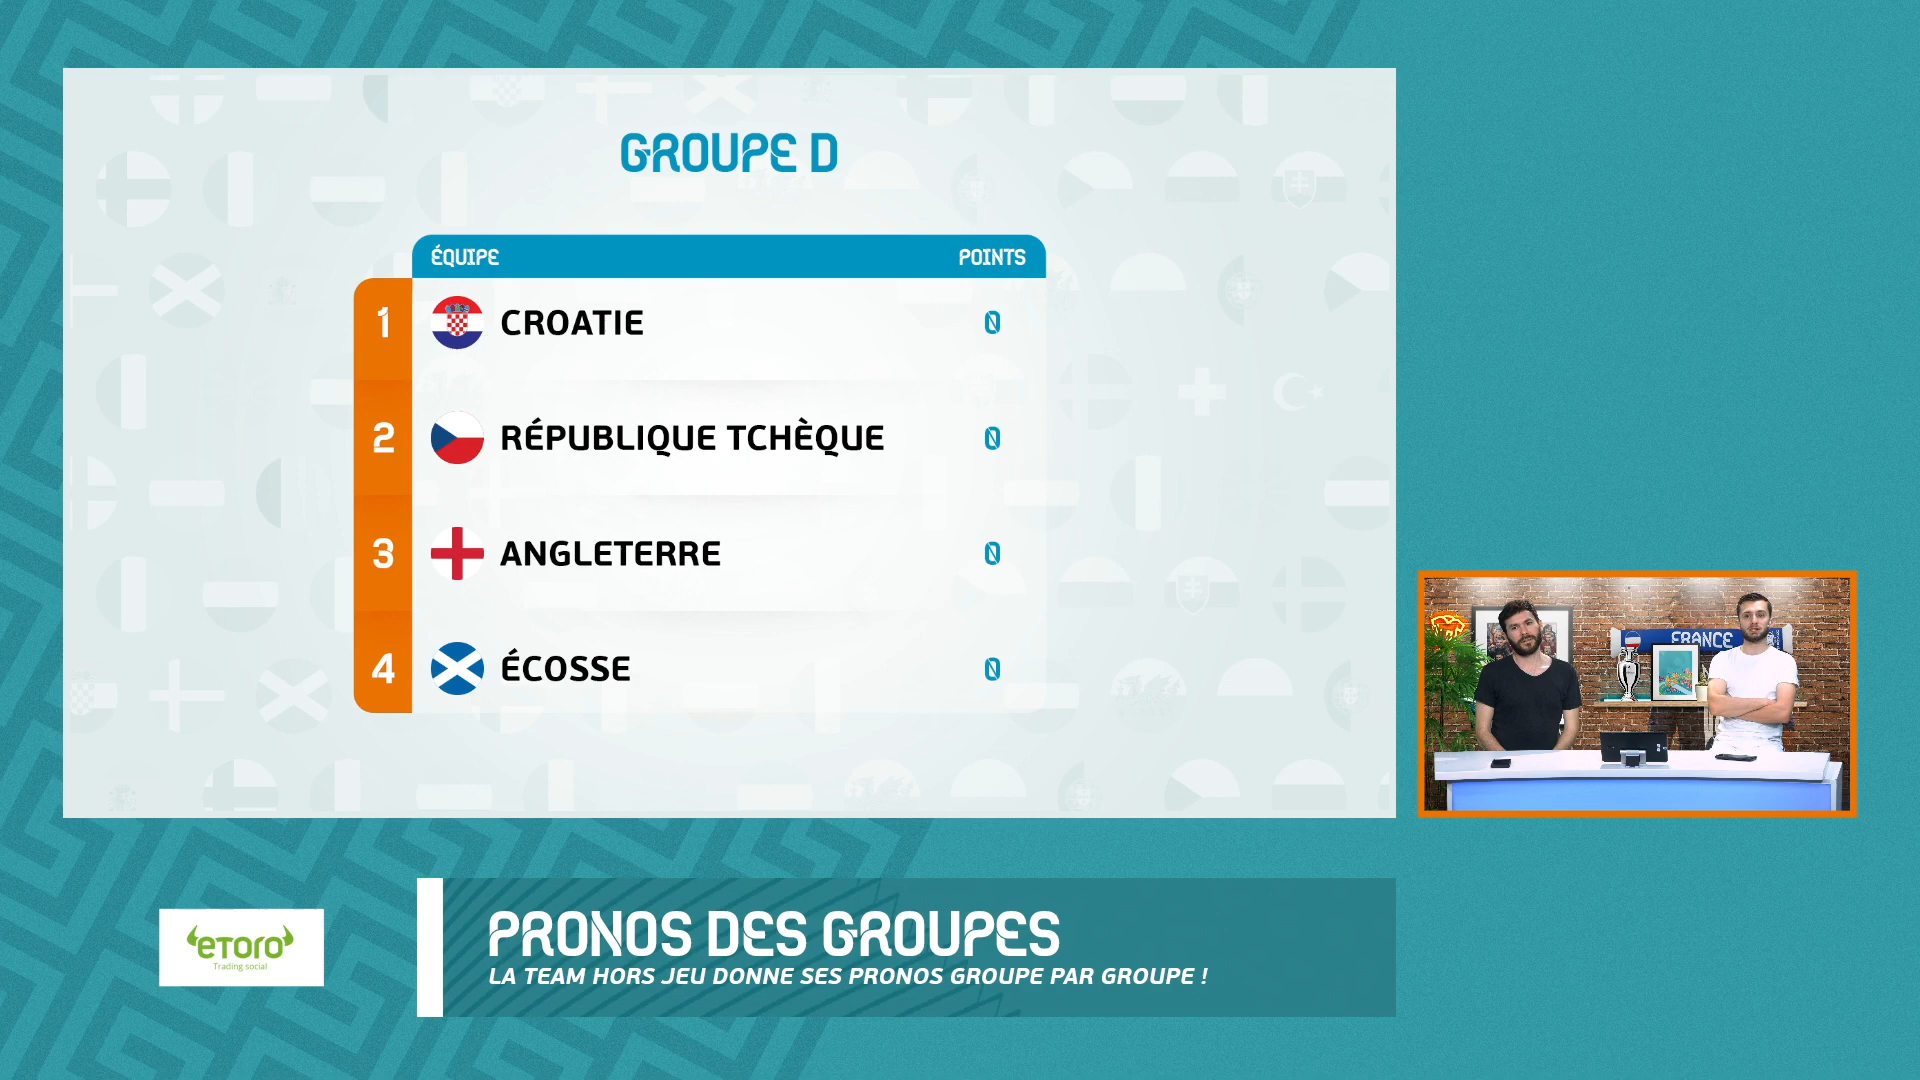 GROUPE D
ÉQUIPE POINTS
1 CROATIE 0
2 RÉPUBLIQUE TCHÈQUE 0
3 ANGLETERRE 0
4 ÉCOSSE 0
FRANCE
etoro
Trading social
PRONOS DES GROUPES
LA TEAM HORS JEU DONNE SES PRONOS GROUPE PAR GROUPE !